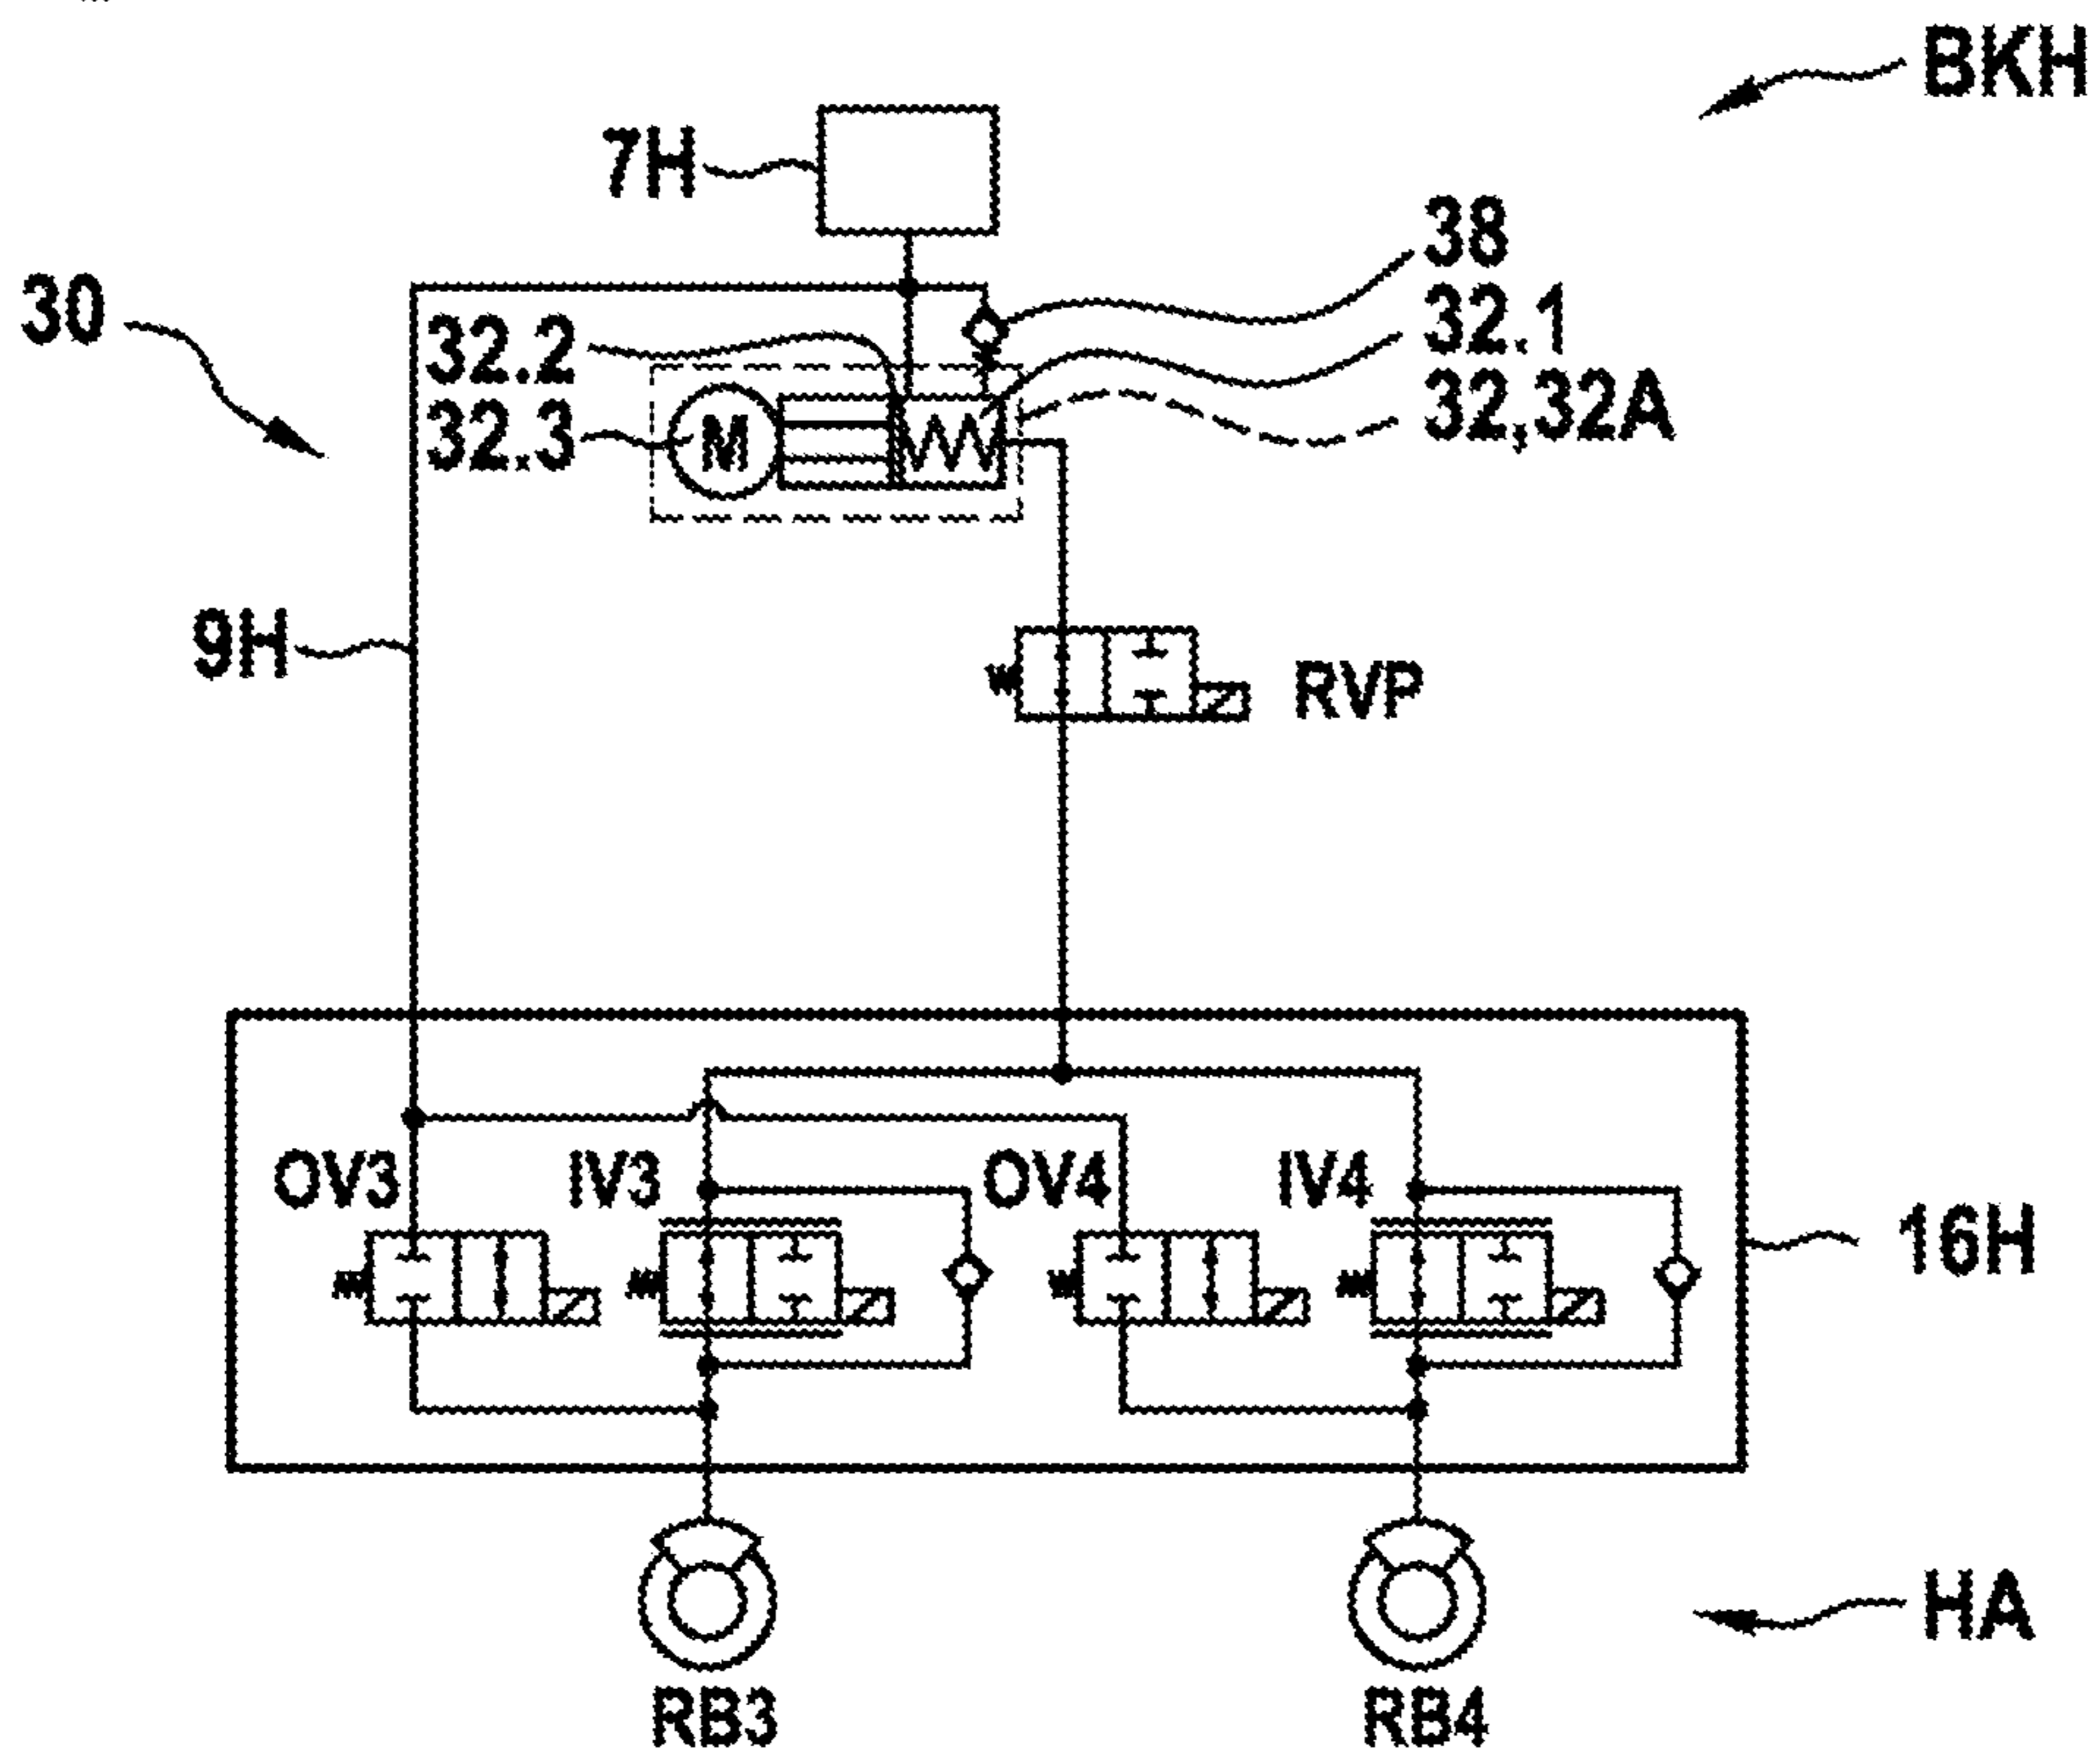 BKH
7H
38
30
32.1
32.2
32,32A
32.3
M
9H
RVP
OV3
IV3
OV4
IV4
16H
HA
RB3
RB4